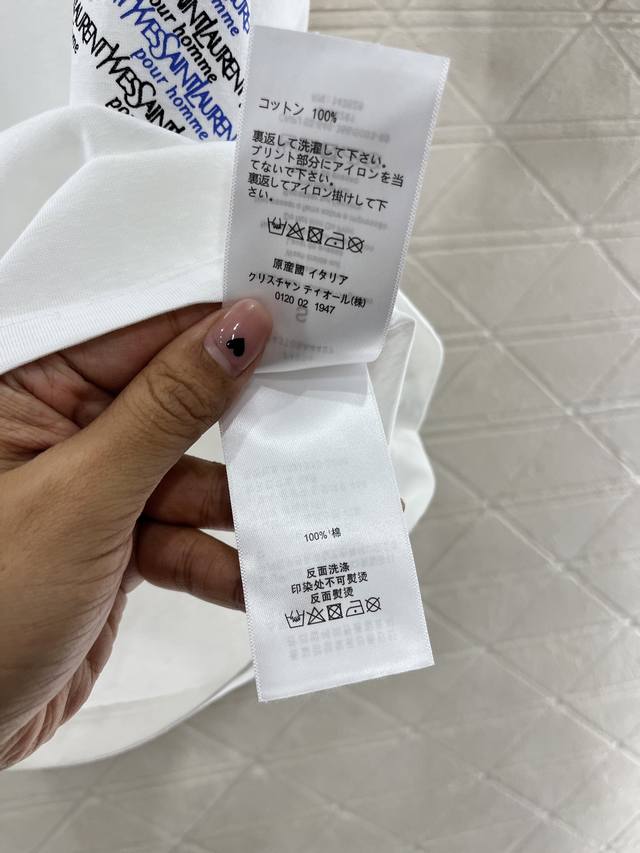 YVESSAINTLAURENT
pour homme
YVESSAINTLAURENT
pour homme
コットン 100%
裏返して洗濯して下さい。
プリント部分にアイロンを当
てないで下さい。
裏返してアイロン掛けして下
さい。
原産國 イタリア
クリスチャン ディオール(株)
0120 02 1947
100% 棉
反面洗涤
印染处不可熨烫
反面熨烫